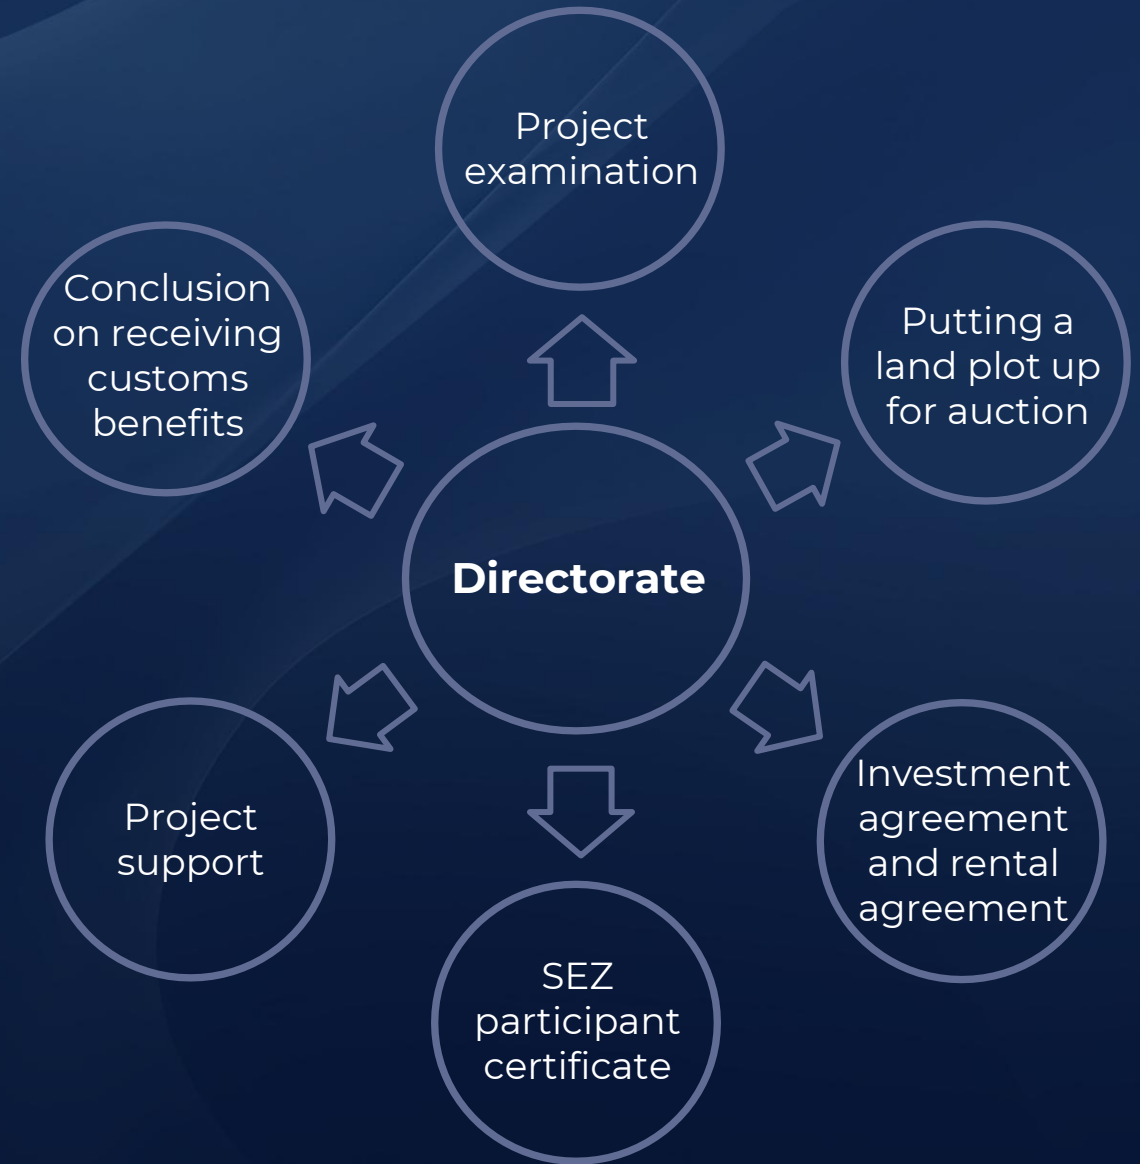 Project
examination
Conclusion
on receiving
customs
benefits
Putting a
land plot up
for auction
Directorate
Project
support
Investment
agreement
and rental
agreement
SEZ
participant
certificate